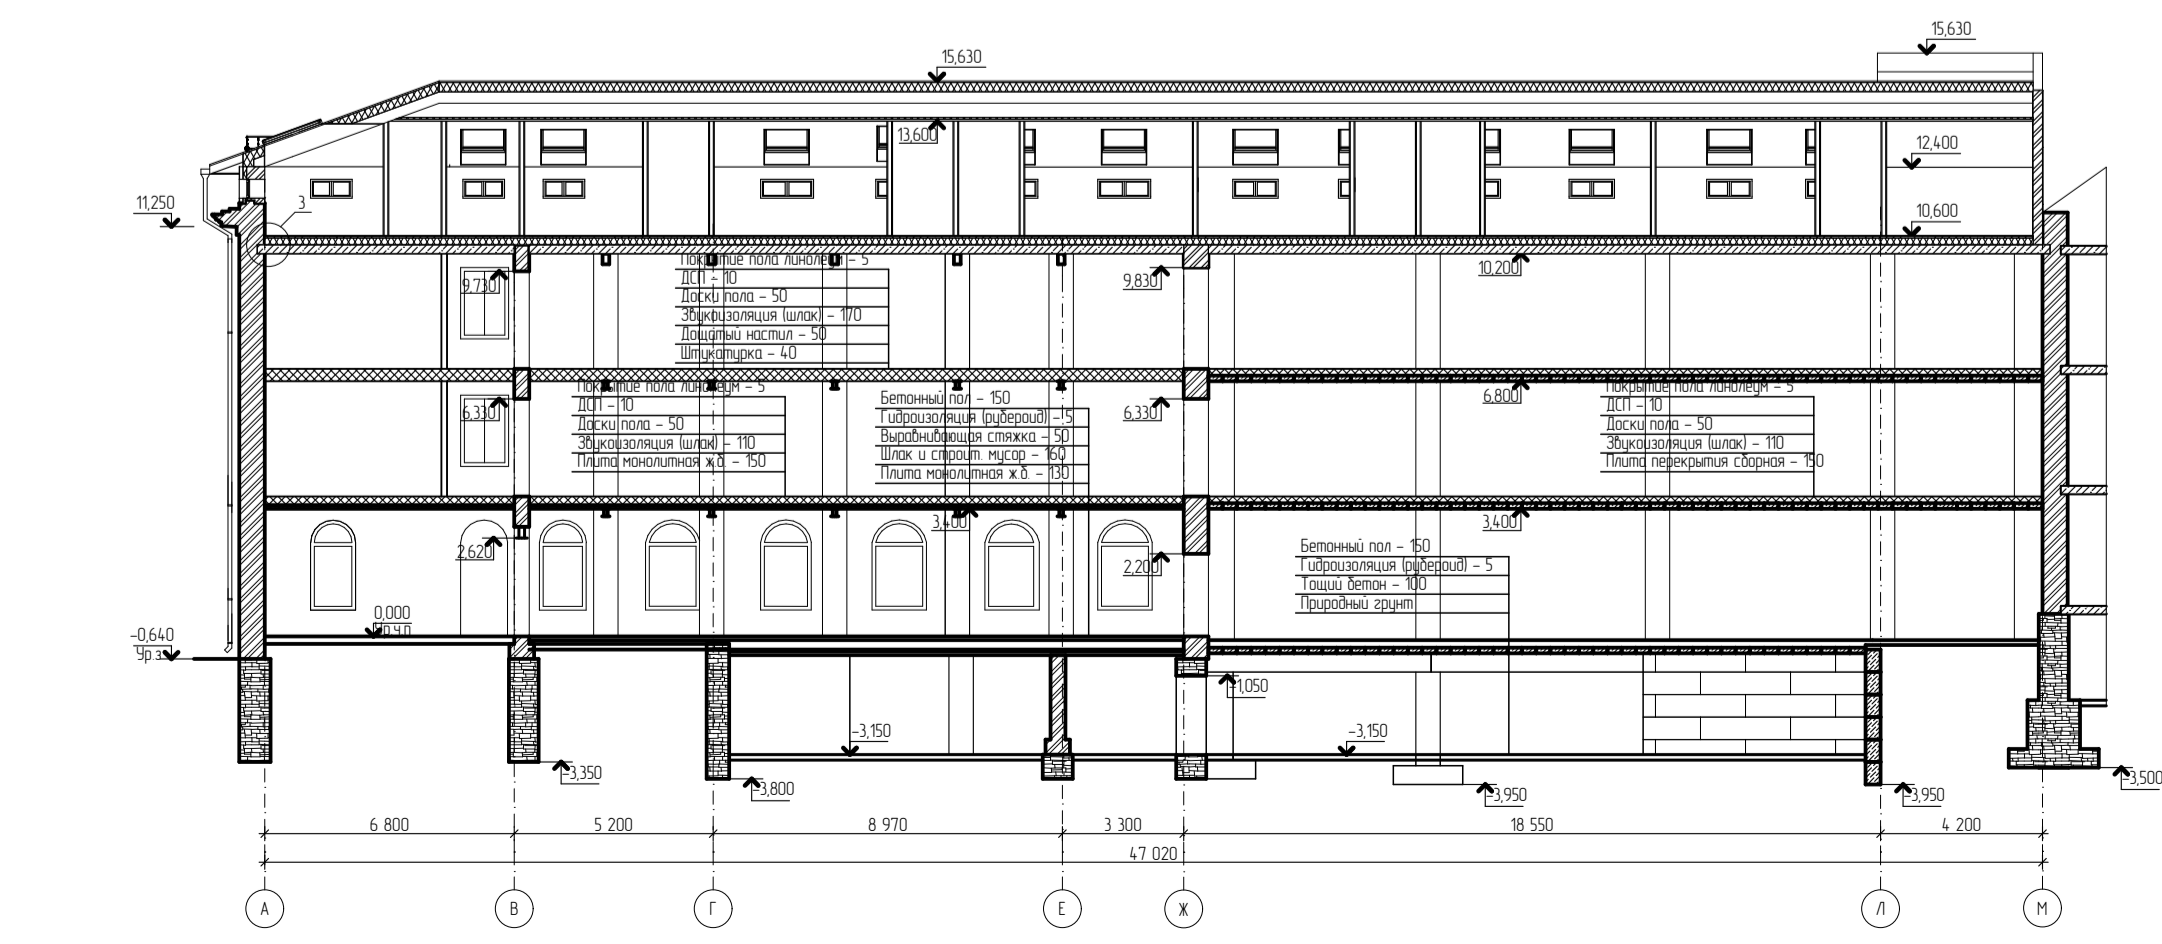 15,630
15,630
13,600
12,400
11,250
3
10,600
Покрытие пола линолеум – 5
ДСП – 10
Доски пола – 50
Звукоизоляция (шлак) – 170
Дощатый настил – 50
Штукатурка – 40
9,730
9,830
10,200
Покрытие пола линолеум – 5
ДСП – 10
Доски пола – 50
Звукоизоляция (шлак) – 110
Плита монолитная ж.б. – 150
Бетонный пол – 150
Гидроизоляция (рубероид) – 5
Выравнивающая стяжка – 50
Шлак и строит. мусор – 160
Плита монолитная ж.б. – 130
Покрытие пола линолеум – 5
ДСП – 10
Доски пола – 50
Звукоизоляция (шлак) – 110
Плита перекрытия сборная – 150
6,330
6,330
6,800
3,400
3,400
2,620
2,200
Бетонный пол – 150
Гидроизоляция (рубероид) – 5
Тощий бетон – 100
Природный грунт
0,000
Ур.ч.п.
-0,640
Ур.з.
-1,050
-3,150
-3,150
-3,350
-3,800
-3,950
-3,950
-3,500
6 800
5 200
8 970
3 300
18 550
4 200
47 020
А
В
Г
Е
Ж
Л
М